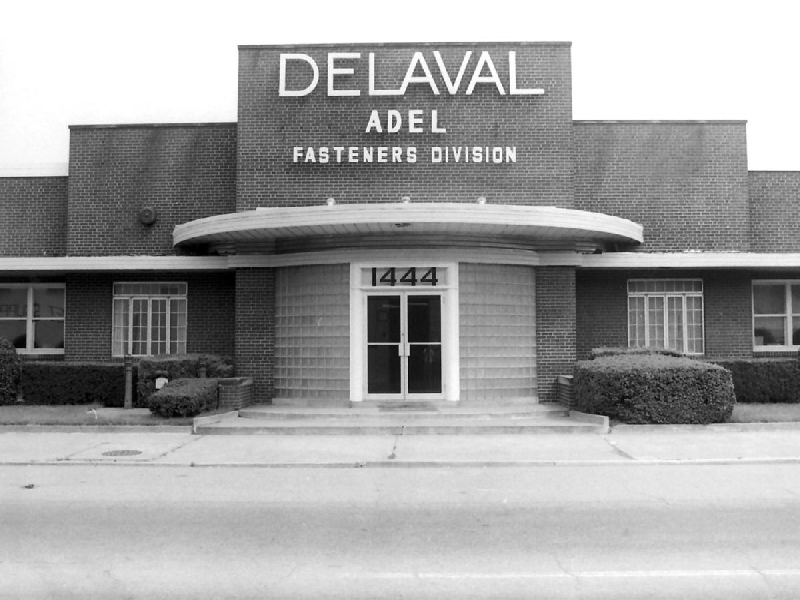 DELAVAL
ADEL
FASTENERS DIVISION
1444